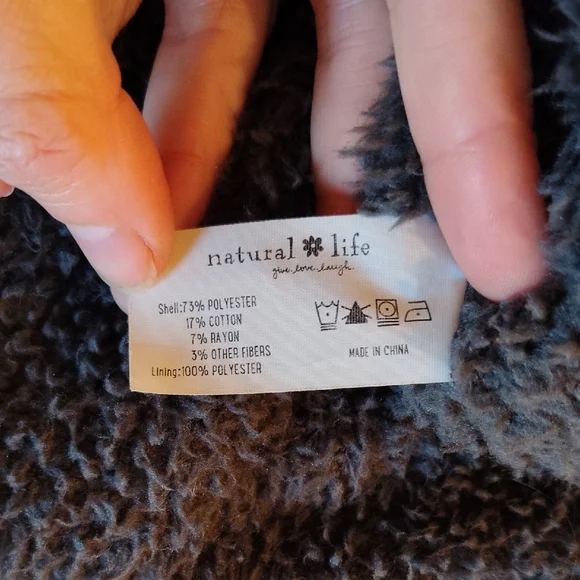 natural life
give. love. laugh.
Shell:73% POLYESTER
17% COTTON
7% RAYON
3% OTHER FIBERS
Lining:100% POLYESTER
MADE IN CHINA